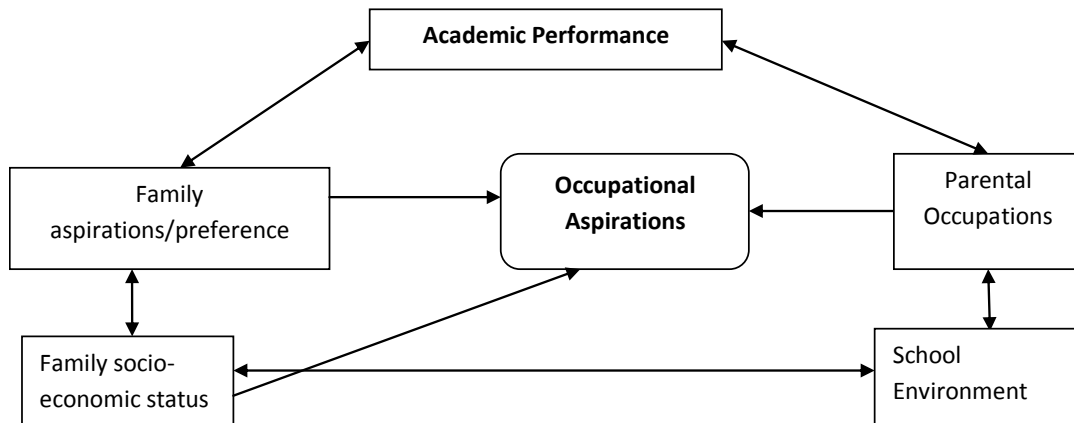 Academic Performance
Family
aspirations/preference
Occupational
Aspirations
Parental
Occupations
Family socio-
economic status
School
Environment